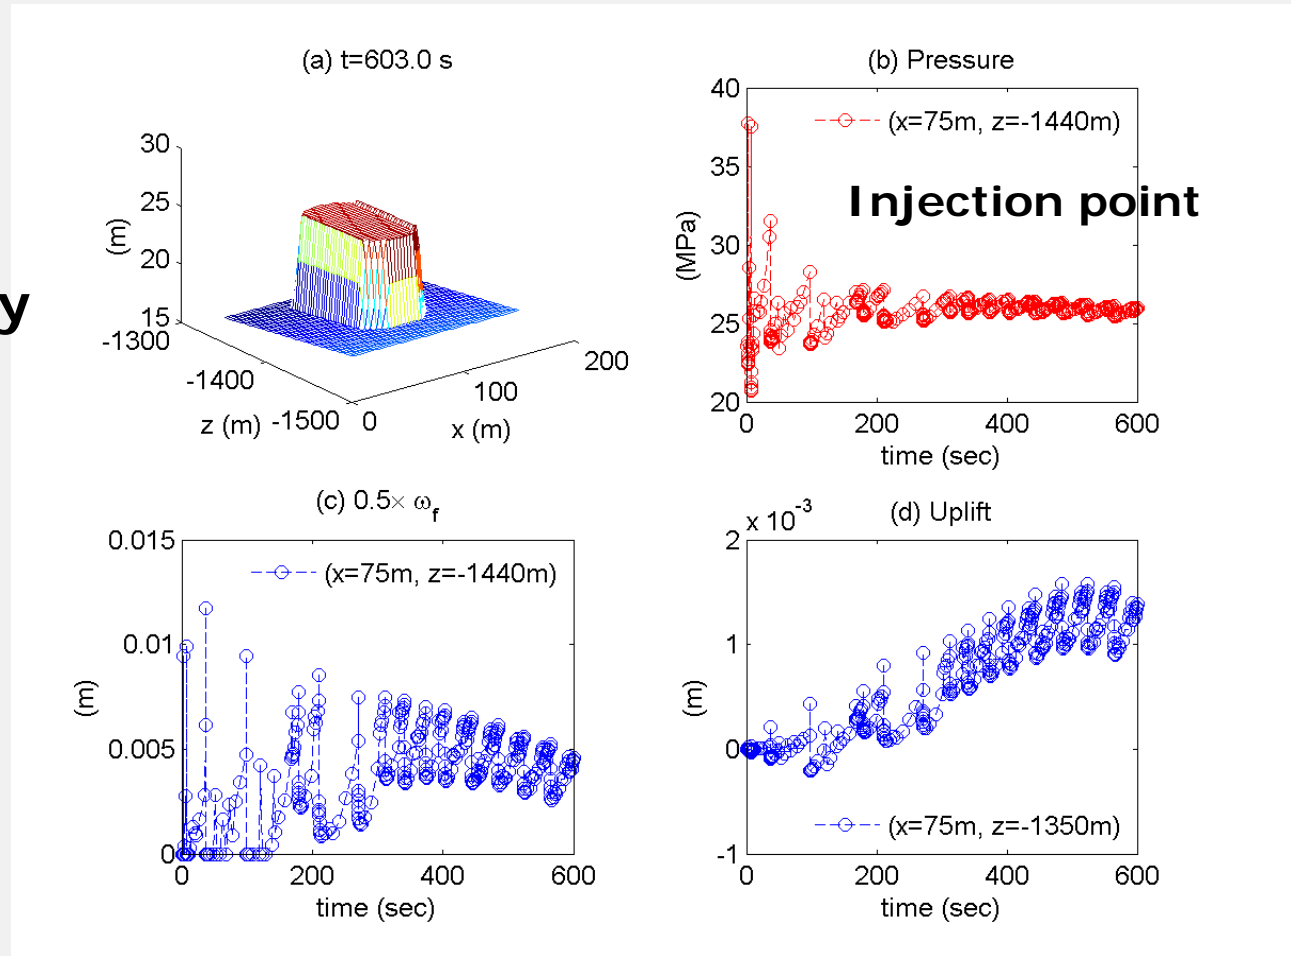 (a) t=603.0 s
30
25
20
15
(m)
-1300
-1400
-1500
z (m)
0
100
200
x (m)
y
(b) Pressure
40
35
30
25
20
(MPa)
(x=75m, z=-1440m)
Injection point
0
200
400
600
time (sec)
(c) 0.5× ωf
0.015
0.01
0.005
0
(m)
(x=75m, z=-1440m)
0
200
400
600
time (sec)
(d) Uplift
x 10-3
2
1
0
-1
(m)
(x=75m, z=-1350m)
0
200
400
600
time (sec)